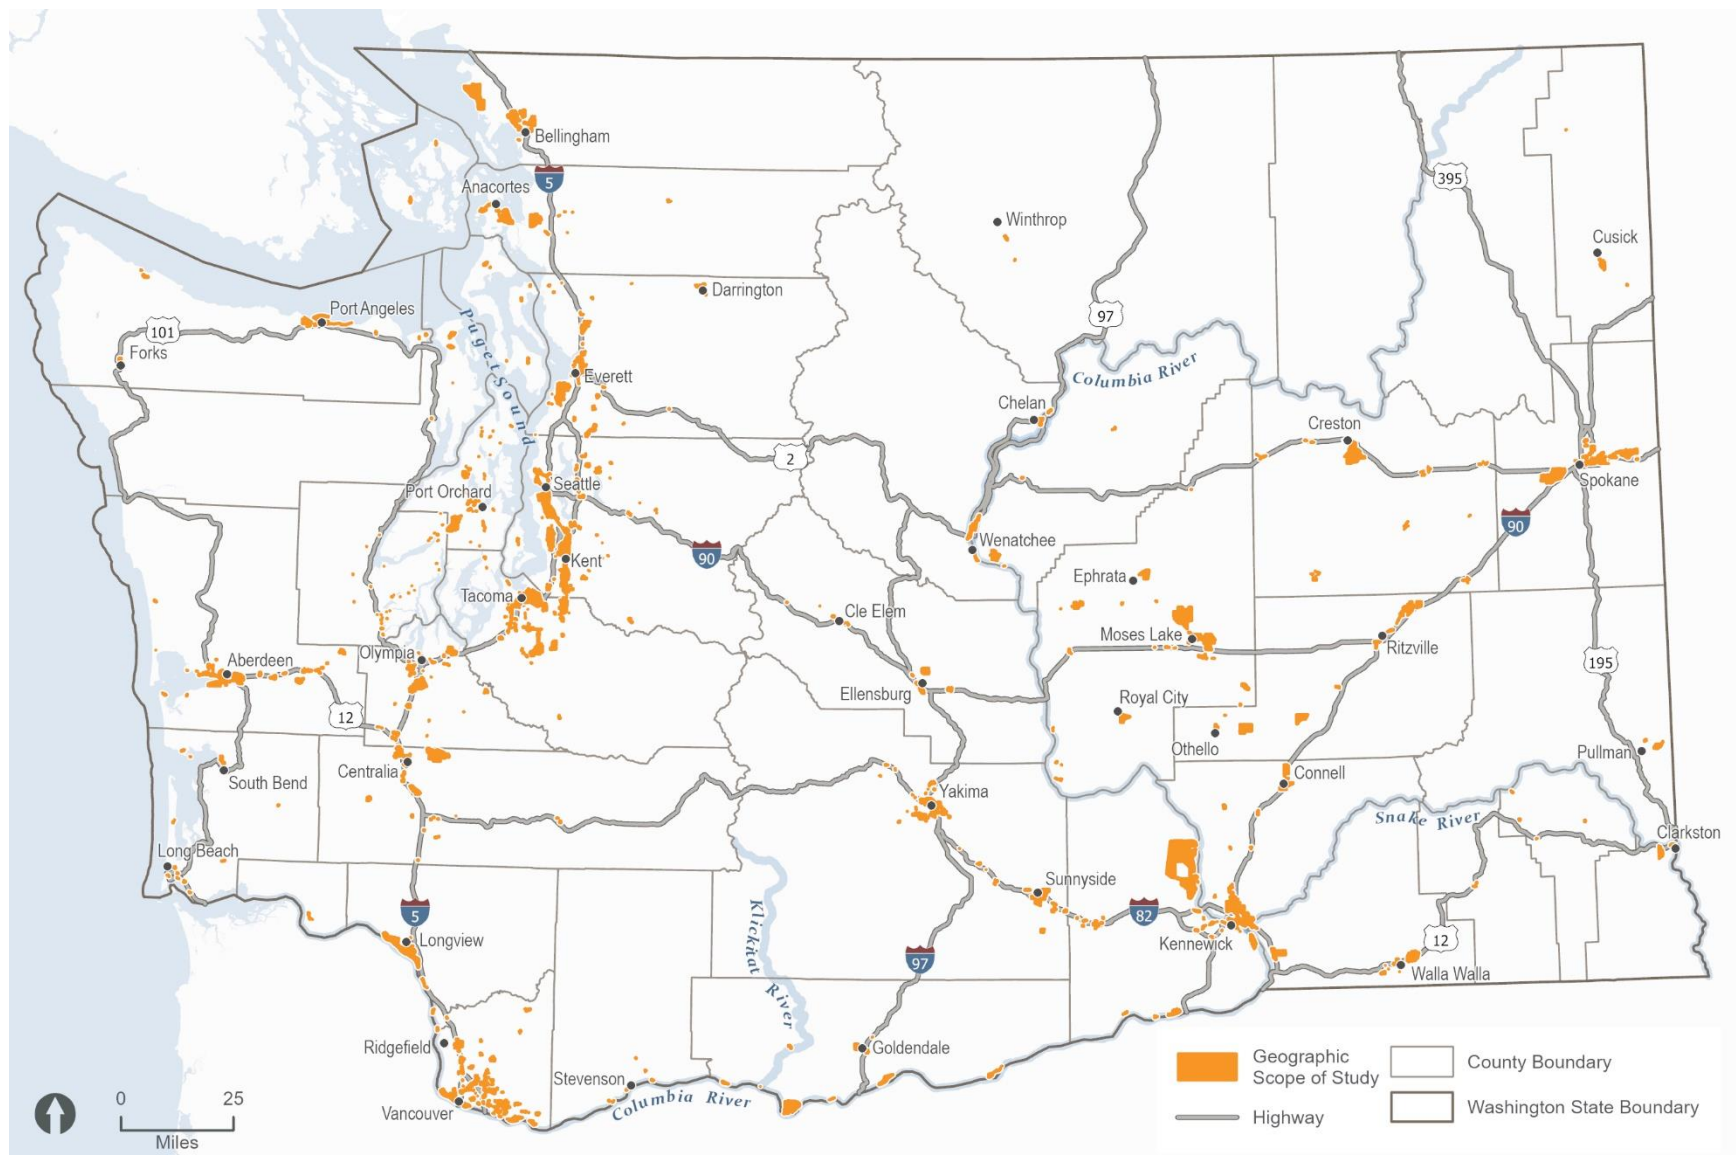 Bellingham
Anacortes
5
Winthrop
395
Cusick
Darrington
Port Angeles
101
97
Forks
Puget Sound
Everett
Columbia River
Chelan
Creston
2
Seattle
Port Orchard
Spokane
90
90
Wenatchee
Kent
Ephrata
Tacoma
Cle Elem
Moses Lake
Ritzville
Olympia
Aberdeen
195
Ellensburg
Royal City
12
Othello
Pullman
Centralia
Connell
South Bend
Yakima
Snake River
Clarkston
Long Beach
Sunnyside
5
82
Klickitat River
Longview
Kennewick
12
97
Walla Walla
Ridgefield
Goldendale
Stevenson
Columbia River
Vancouver
0 25
Miles
Geographic
Scope of Study
Highway
County Boundary
Washington State Boundary